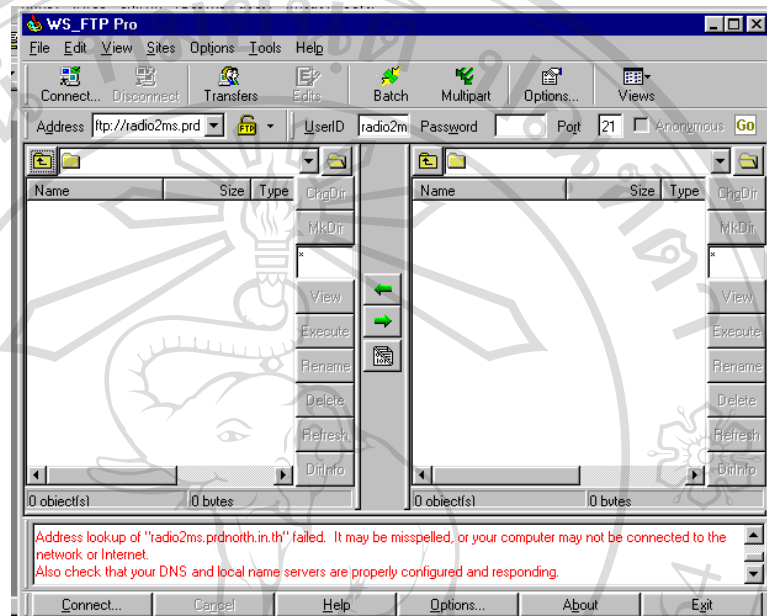 WS_FTP Pro
File Edit View Sites Options Tools Help
Connect... Disconnect Transfers Edits Batch Multipart Options... Views
Address ftp://radio2ms.prd FTP UserID radio2m Password Port 21 Anonymous Go
Name Size Type ChgDir Name Size Type ChgDir
MkDir MkDir
* *
View View
Execute Execute
Rename Rename
Delete Delete
Refresh Refresh
DirInfo DirInfo
0 object(s) 0 bytes 0 object(s) 0 bytes
Address lookup of "radio2ms.prdnorth.in.th" failed. It may be misspelled, or your computer may not be connected to the
network or Internet.
Also check that your DNS and local name servers are properly configured and responding.
Connect... Cancel Help Options... About Exit